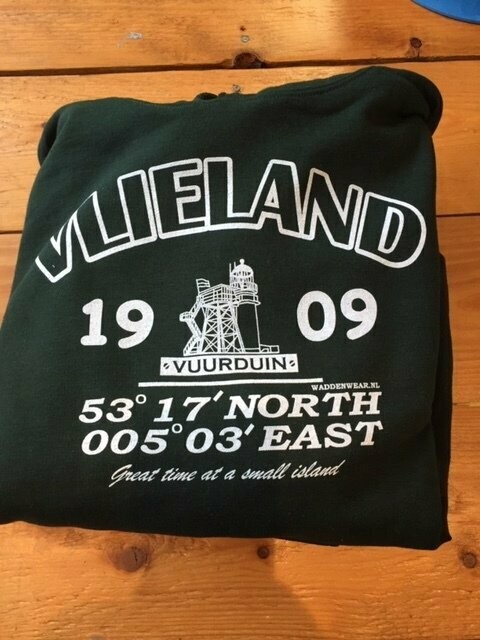 VLIELAND
19 09
VUURDUIN
WADDENWEAR.NL
53° 17' NORTH
005° 03' EAST
Great time at a small island